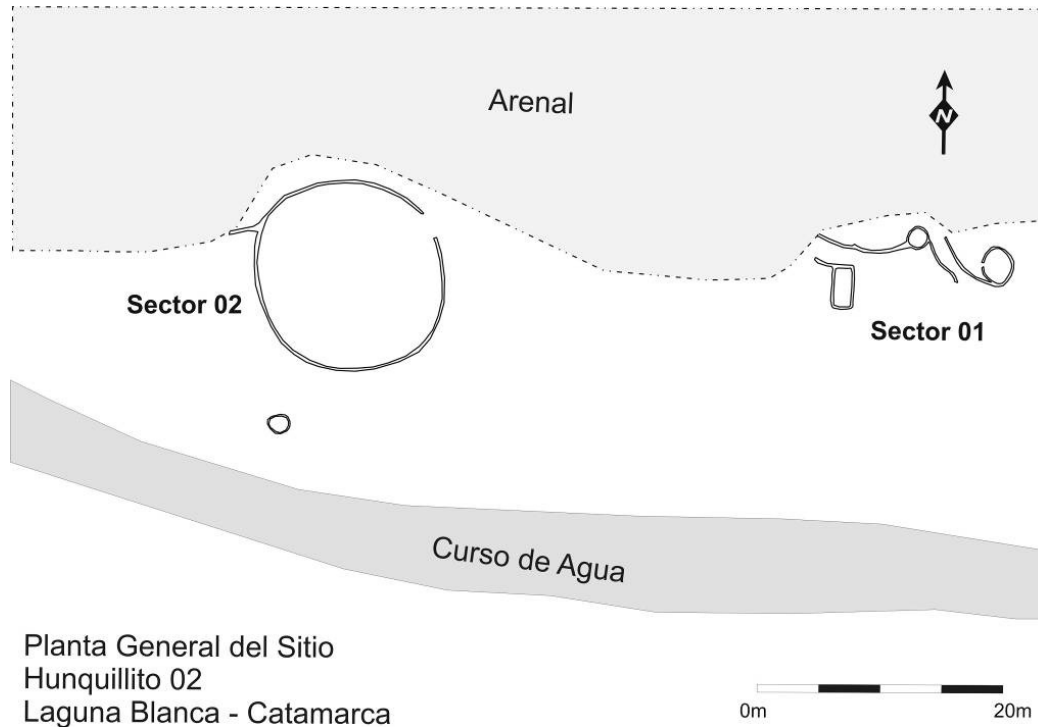 Arenal
N
Sector 02
Sector 01
Curso de Agua
Planta General del Sitio
Hunquillito 02
Laguna Blanca - Catamarca
0m 20m